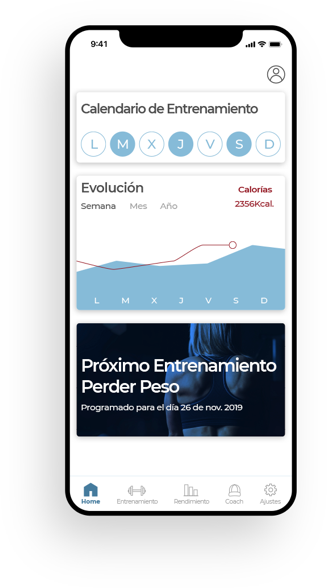 9:41
Calendario de Entrenamiento
L M X J V S D
Evolución
Calorías
Semana Mes Año
2356Kcal.
L M X J V S D
Próximo Entrenamiento
Perder Peso
Programado para el día 26 de nov. 2019
Home Entrenamiento Rendimiento Coach Ajustes